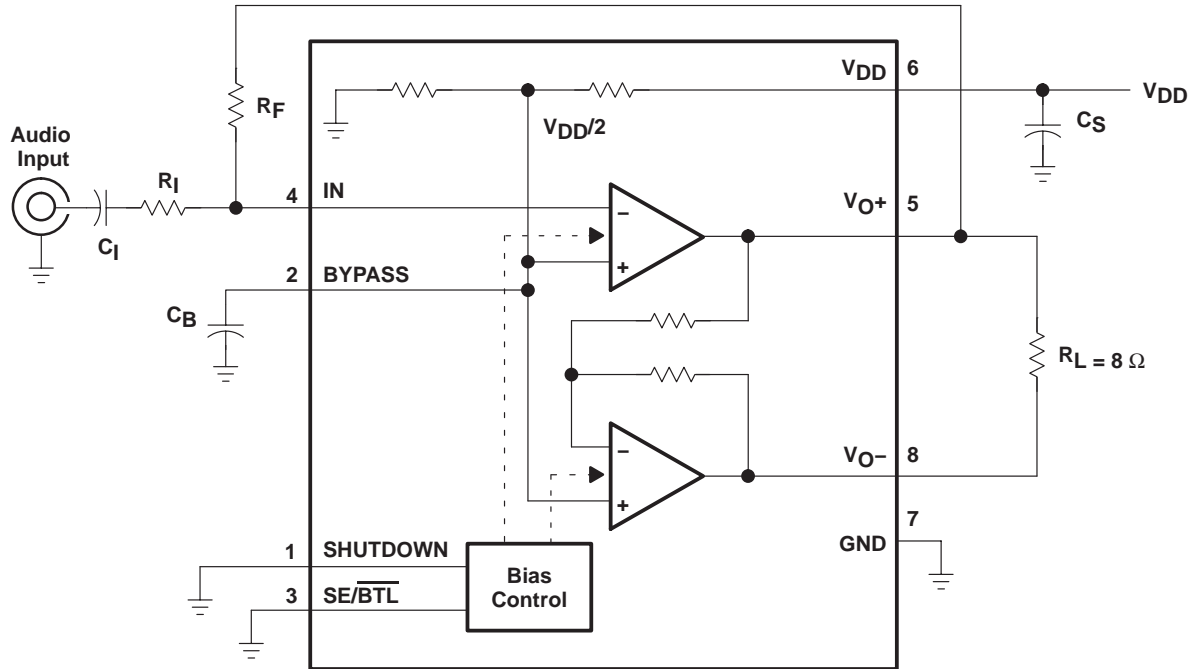 VDD 6
VDD
RF
VDD/2
CS
Audio
Input
RI
4 IN
VO+ 5
CI
−
+
2 BYPASS
CB
RL = 8 Ω
−
+
VO− 8
7
GND
1 SHUTDOWN
3 SE/BTL
Bias
Control